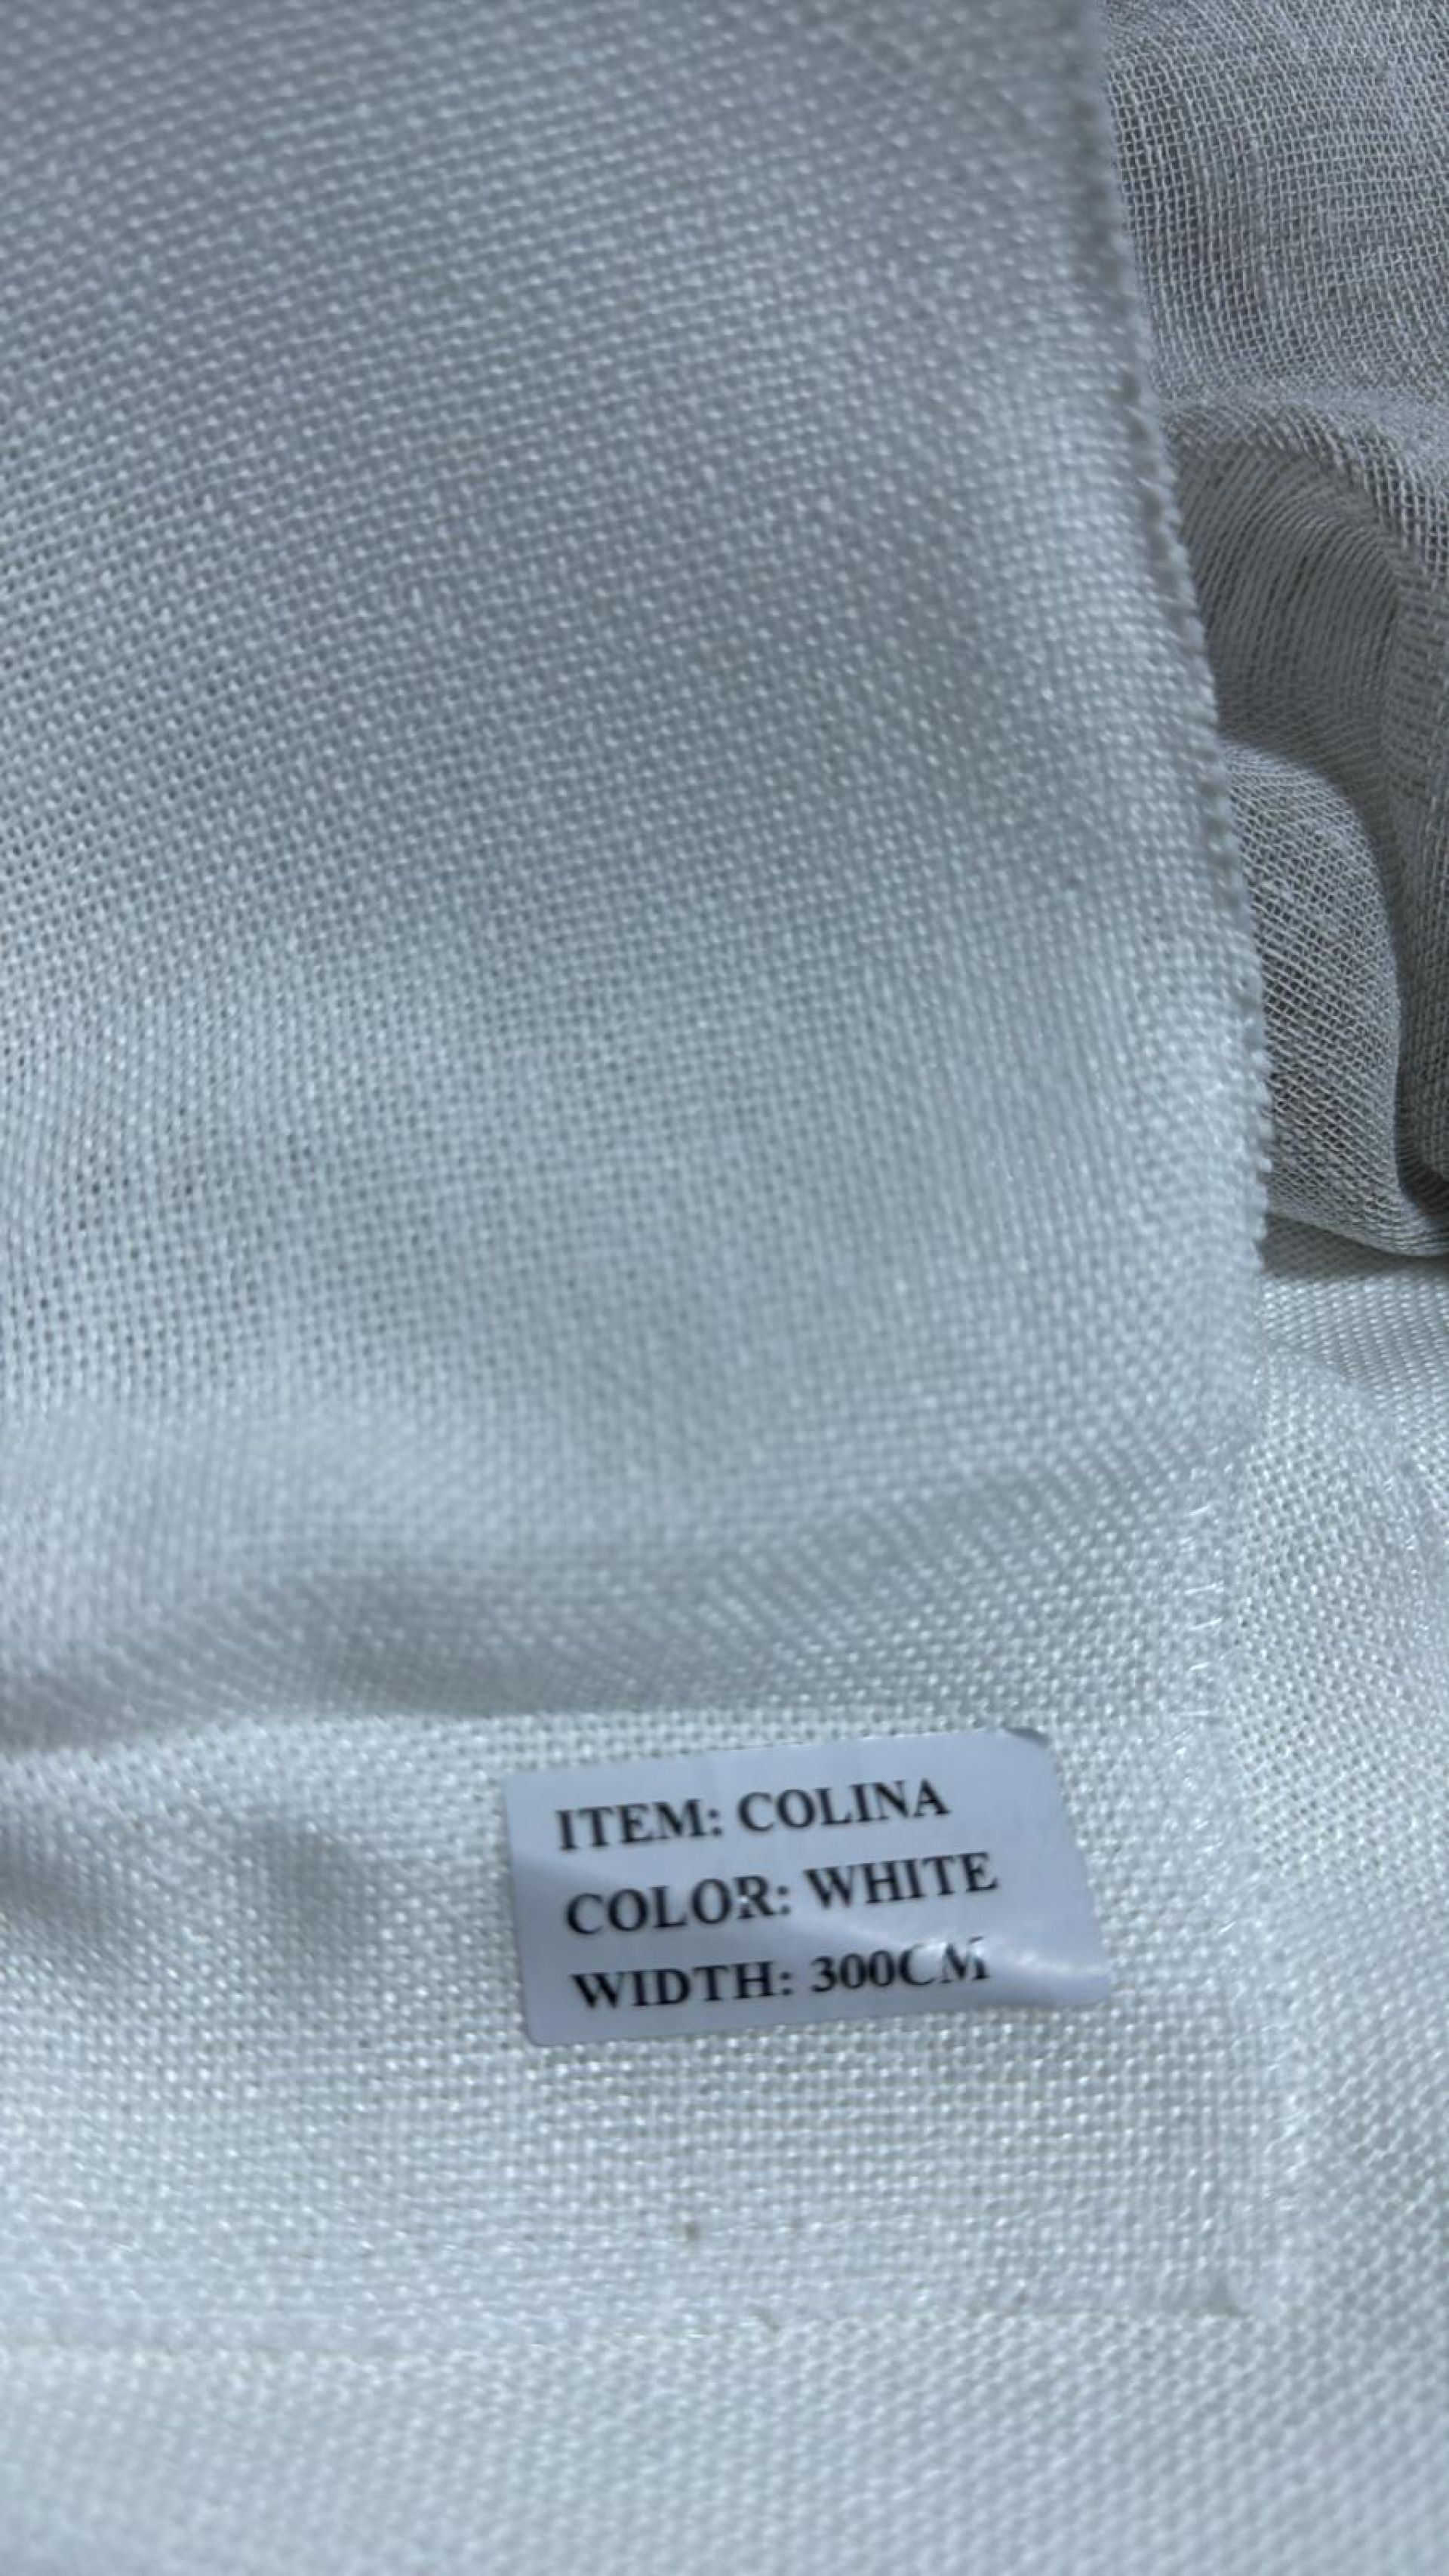 ITEM: COLINA
COLOR: WHITE
WIDTH: 300CM